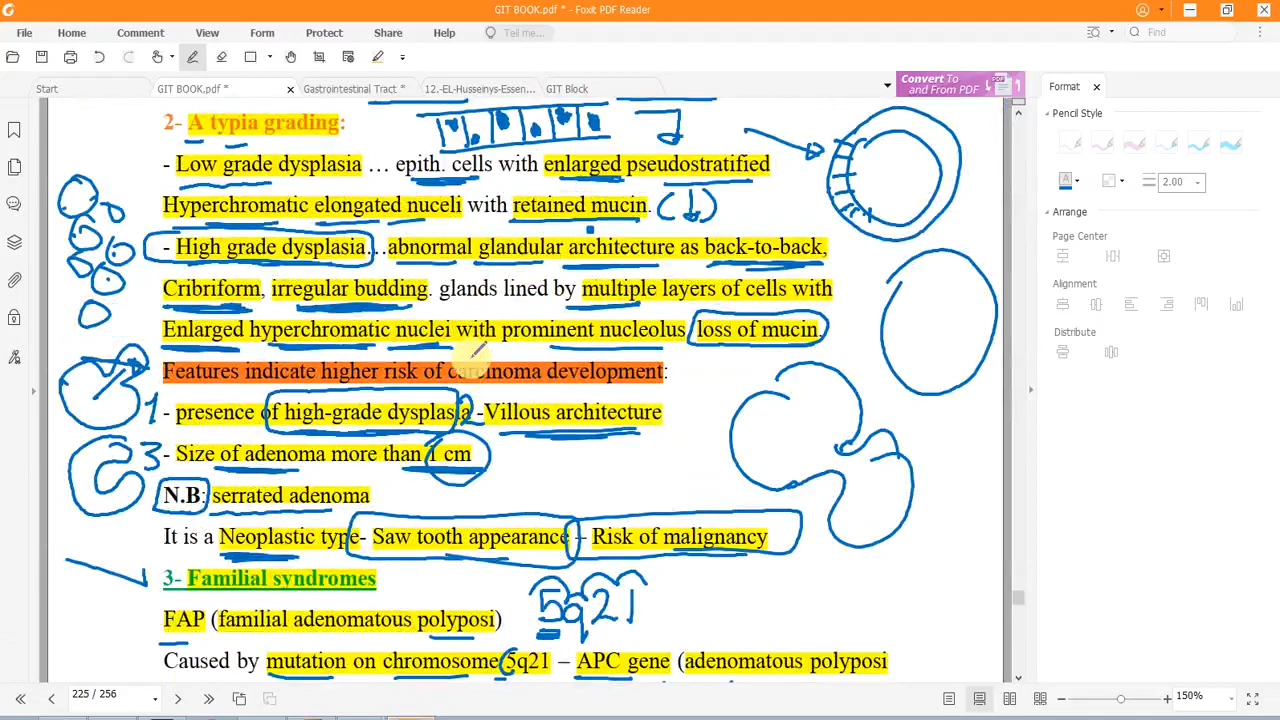 GIT BOOK.pdf * - Foxit PDF Reader
File Home Comment View Form Protect Share Help Tell me... Find
Start GIT BOOK.pdf * Gastrointestinal Tract * 12.-EL-Husseinys-Essen... GIT Block Convert To and From PDF
Format
Pencil Style
2.00
Arrange
Page Center
Alignment
Distribute
2- A typia grading:
- Low grade dysplasia … epith. cells with enlarged pseudostratified
Hyperchromatic elongated nuceli with retained mucin. (↓)
- High grade dysplasia…abnormal glandular architecture as back-to-back,
Cribriform, irregular budding. glands lined by multiple layers of cells with
Enlarged hyperchromatic nuclei with prominent nucleolus loss of mucin.
Features indicate higher risk of carcinoma development:
1 - presence of high-grade dysplasia 2 -Villous architecture
3 - Size of adenoma more than 1 cm
N.B: serrated adenoma
It is a Neoplastic type- Saw tooth appearance – Risk of malignancy
3- Familial syndromes
5q21
FAP (familial adenomatous polyposi)
Caused by mutation on chromosome 5q21 – APC gene (adenomatous polyposi
225 / 256
150%